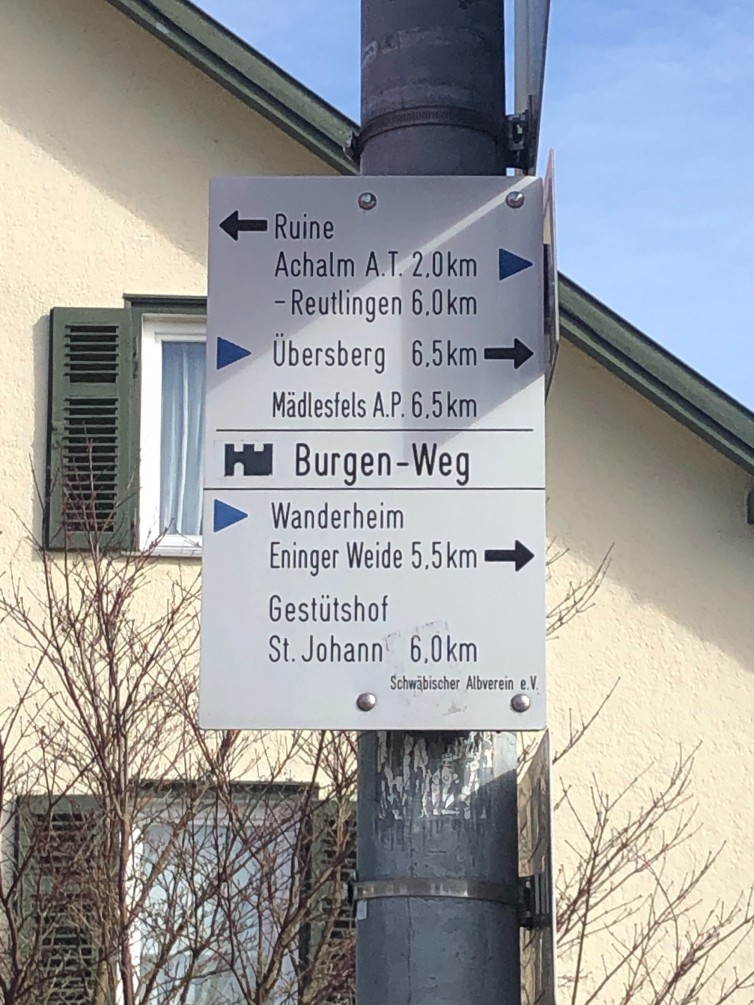 Ruine
Achalm A.T. 2,0km
-Reutlingen 6,0km
Übersberg 6,5km
Mädlesfels A.P. 6,5km
Burgen-Weg
Wanderheim
Eninger Weide 5,5km
Gestütshof
St. Johann 6,0km
Schwäbischer Albverein e.V.